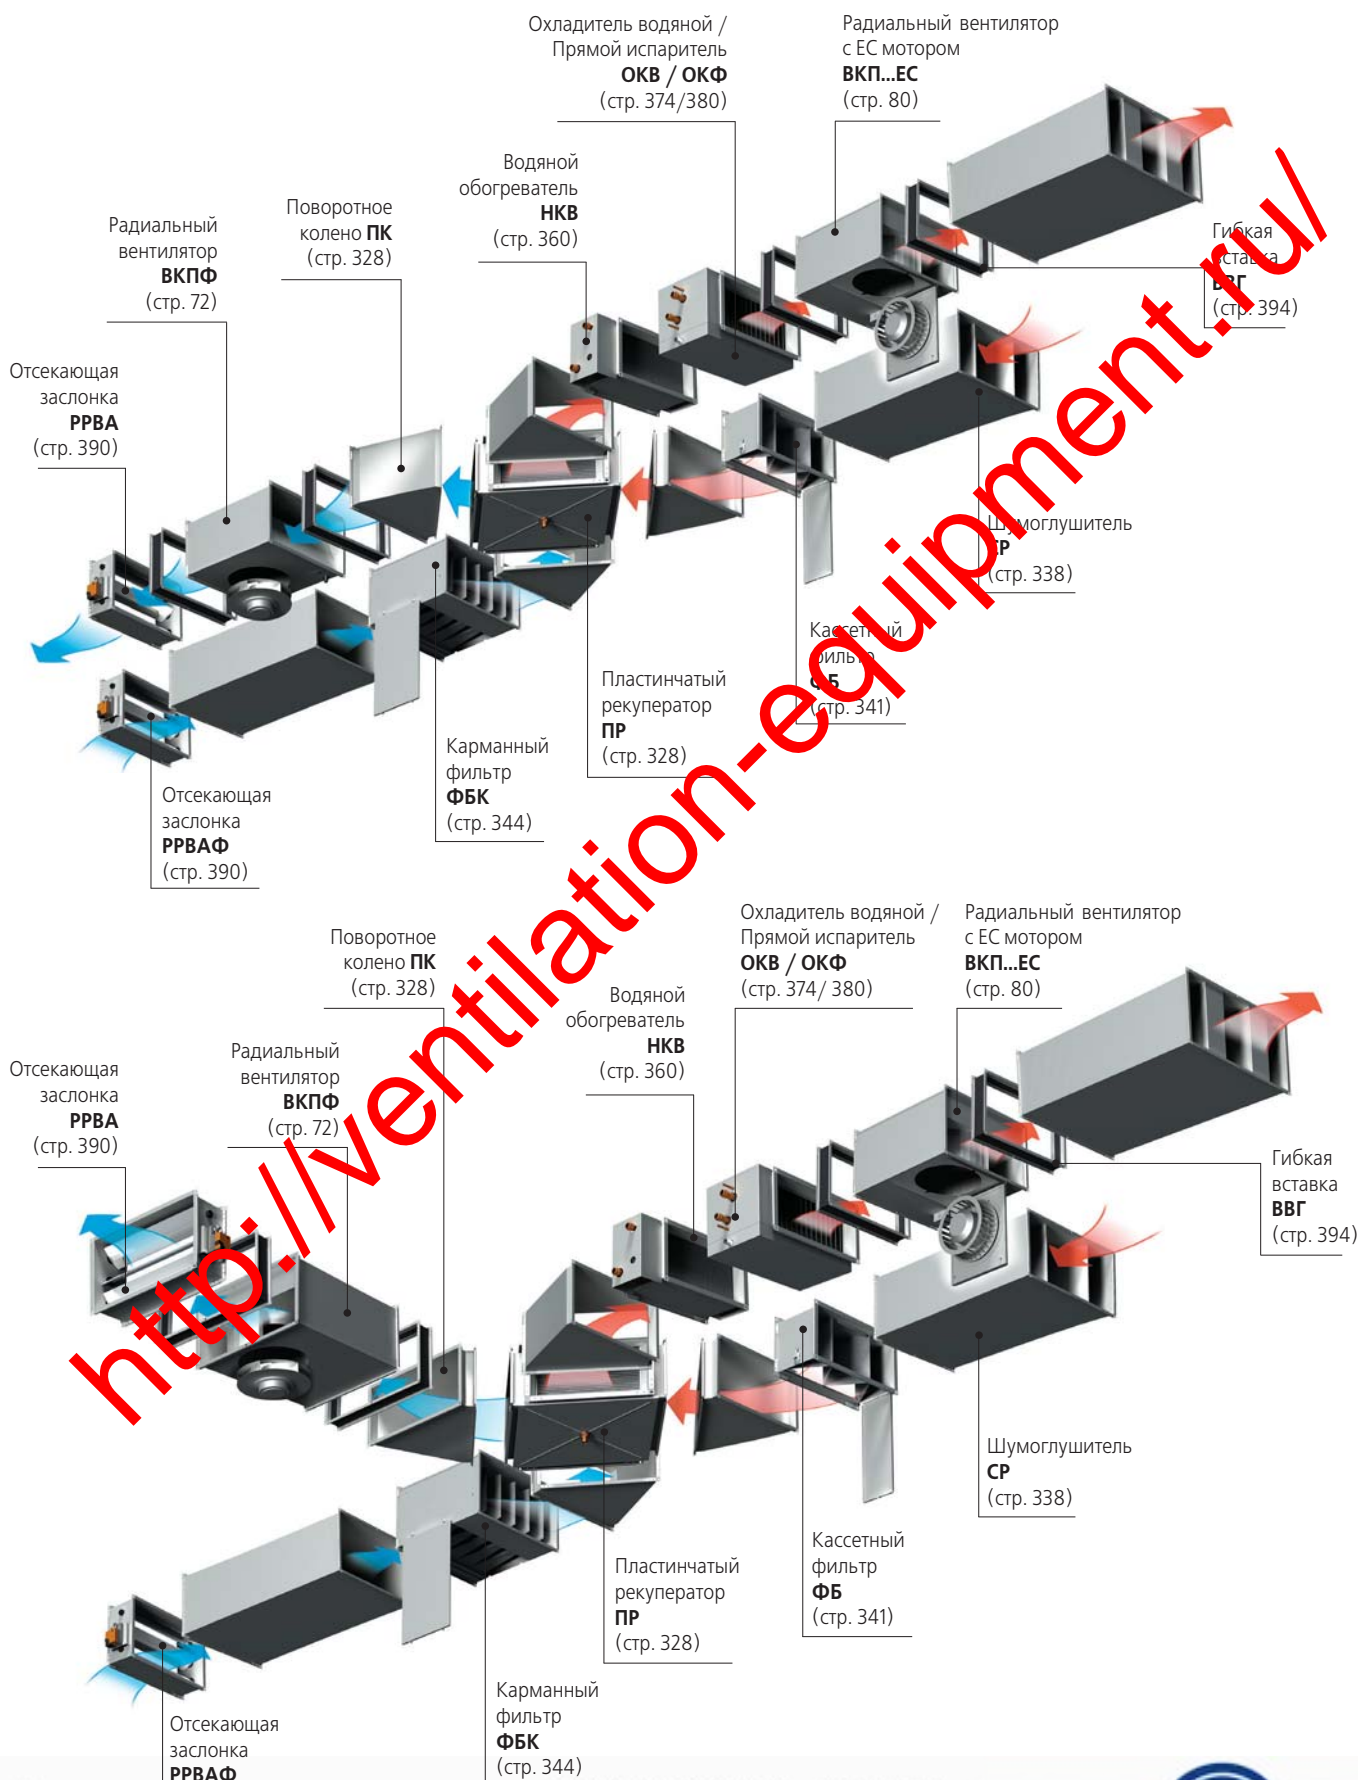 Охладитель водяной /
Прямой испаритель
ОКВ / ОКФ
(стр. 374/380)
Радиальный вентилятор
с ЕС мотором
ВКП...ЕС
(стр. 80)
Водяной
обогреватель
НКВ
(стр. 360)
Поворотное
колено ПК
(стр. 328)
Радиальный
вентилятор
ВКПФ
(стр. 72)
Гибкая
вставка
ВВГ
(стр. 394)
Отсекающая
заслонка
РРВА
(стр. 390)
Шумоглушитель
СР
(стр. 338)
Кассетный
фильтр
ФБ
(стр. 341)
Пластинчатый
рекуператор
ПР
(стр. 328)
Карманный
фильтр
ФБК
(стр. 344)
Отсекающая
заслонка
РРВАФ
(стр. 390)
http://ventilation-equipment.ru/
Охладитель водяной /
Прямой испаритель
ОКВ / ОКФ
(стр. 374/ 380)
Радиальный вентилятор
с ЕС мотором
ВКП...ЕС
(стр. 80)
Поворотное
колено ПК
(стр. 328)
Водяной
обогреватель
НКВ
(стр. 360)
Радиальный
вентилятор
ВКПФ
(стр. 72)
Отсекающая
заслонка
РРВА
(стр. 390)
Гибкая
вставка
ВВГ
(стр. 394)
Шумоглушитель
СР
(стр. 338)
Кассетный
фильтр
ФБ
(стр. 341)
Пластинчатый
рекуператор
ПР
(стр. 328)
Карманный
фильтр
ФБК
(стр. 344)
Отсекающая
заслонка
РРВАФ